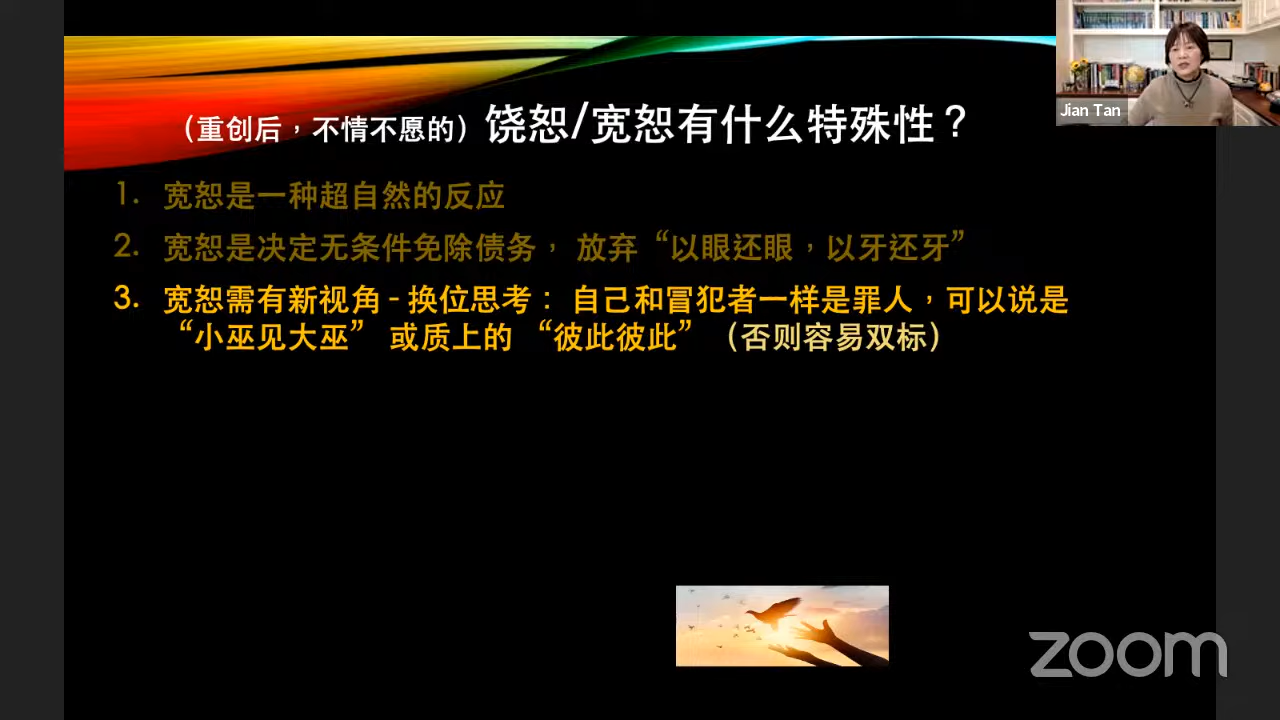 （重创后，不情不愿的）饶恕/宽恕有什么特殊性？
1. 宽恕是一种超自然的反应
2. 宽恕是决定无条件免除债务， 放弃“以眼还眼，以牙还牙”
3. 宽恕需有新视角 - 换位思考： 自己和冒犯者一样是罪人，可以说是
“小巫见大巫” 或质上的 “彼此彼此” （否则容易双标）
Jian Tan
zoom